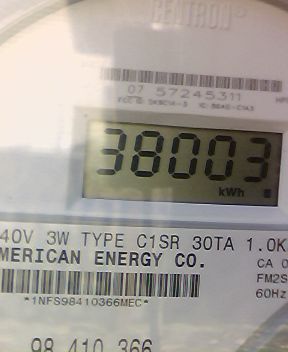 CENTRON®
07 57245311
38003
kWh
40V 3W TYPE C1SR 30TA 1.0K
MERICAN ENERGY CO.
CA 0
FM2S
60Hz
*1NFS98410366MEC*
98 410 366